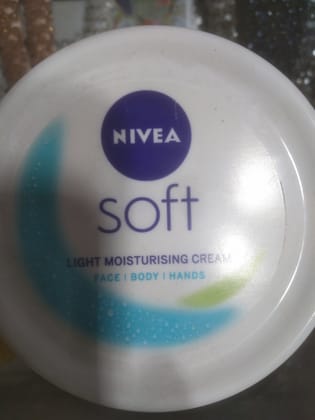 NIVEA
soft
LIGHT MOISTURISING CREAM
FACE | BODY | HANDS